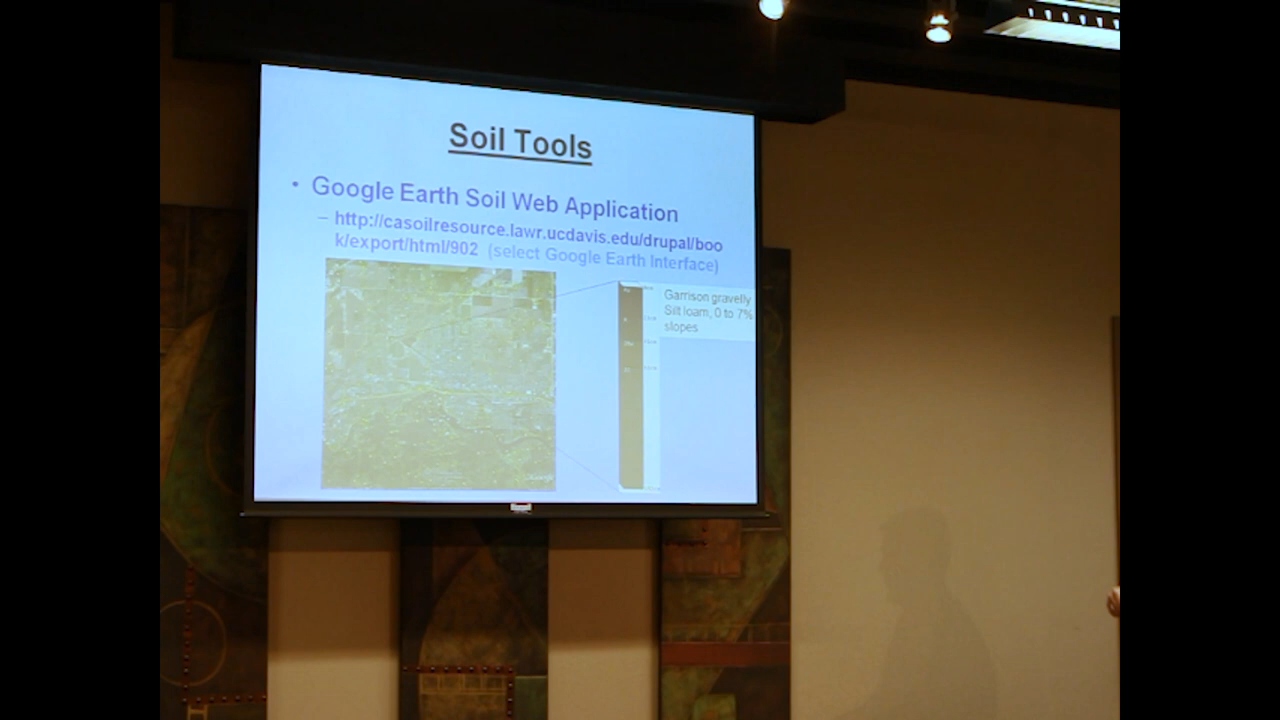 Soil Tools
• Google Earth Soil Web Application
– http://casoilresource.lawr.ucdavis.edu/drupal/boo
k/export/html/902 (select Google Earth Interface)
Garrison gravelly
Silt loam, 0 to 7%
slopes